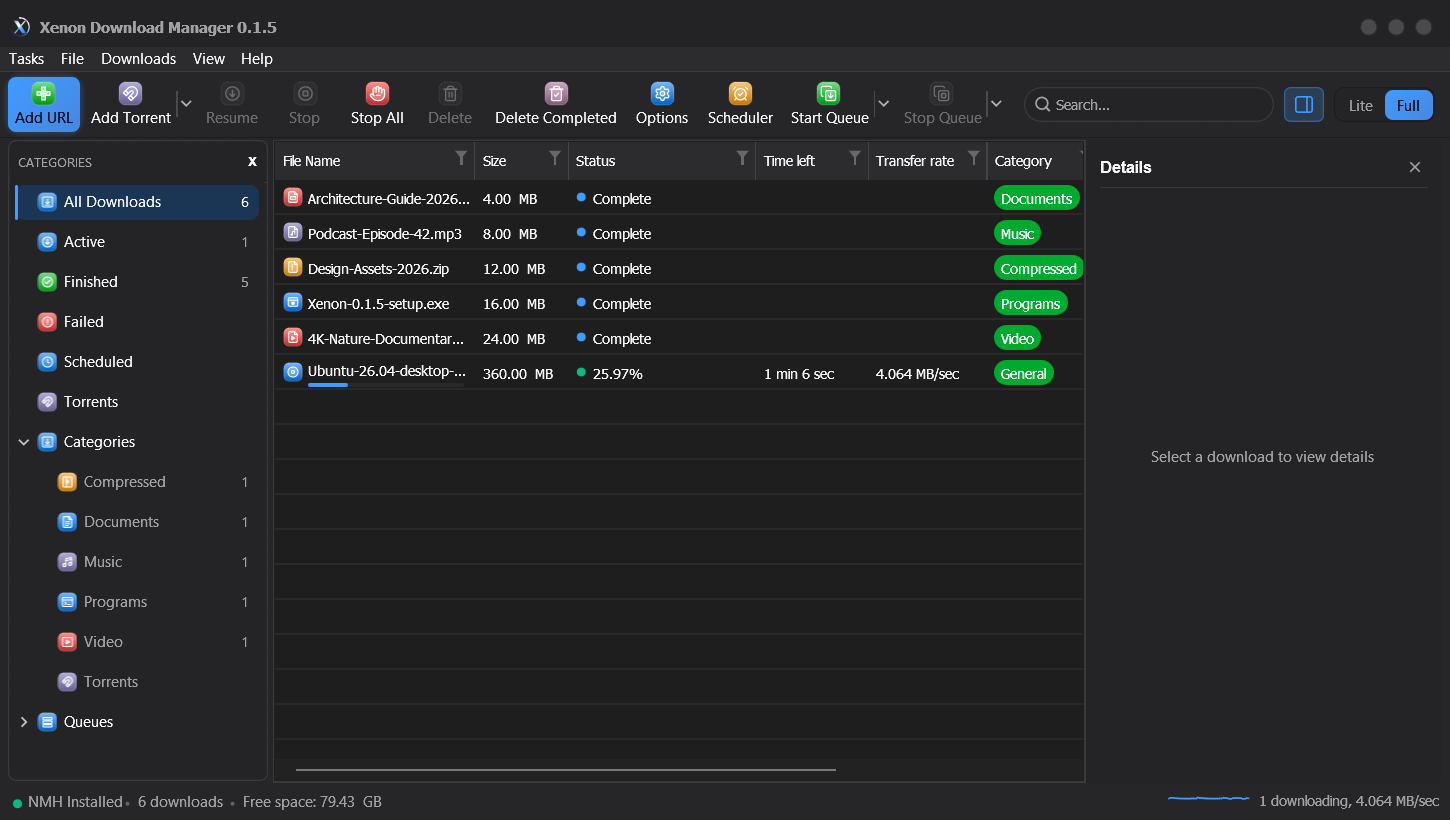 Xenon Download Manager 0.1.5
Tasks File Downloads View Help
Add URL Add Torrent Resume Stop Stop All Delete Delete Completed Options Scheduler Start Queue Stop Queue Search... Lite Full
CATEGORIES x
All Downloads 6
Active 1
Finished 5
Failed
Scheduled
Torrents
Categories
Compressed 1
Documents 1
Music 1
Programs 1
Video 1
Torrents
Queues
File Name Size Status Time left Transfer rate Category
Architecture-Guide-2026... 4.00 MB Complete Documents
Podcast-Episode-42.mp3 8.00 MB Complete Music
Design-Assets-2026.zip 12.00 MB Complete Compressed
Xenon-0.1.5-setup.exe 16.00 MB Complete Programs
4K-Nature-Documentar... 24.00 MB Complete Video
Ubuntu-26.04-desktop-... 360.00 MB 25.97% 1 min 6 sec 4.064 MB/sec General
Details
Select a download to view details
NMH Installed • 6 downloads • Free space: 79.43 GB
1 downloading, 4.064 MB/sec